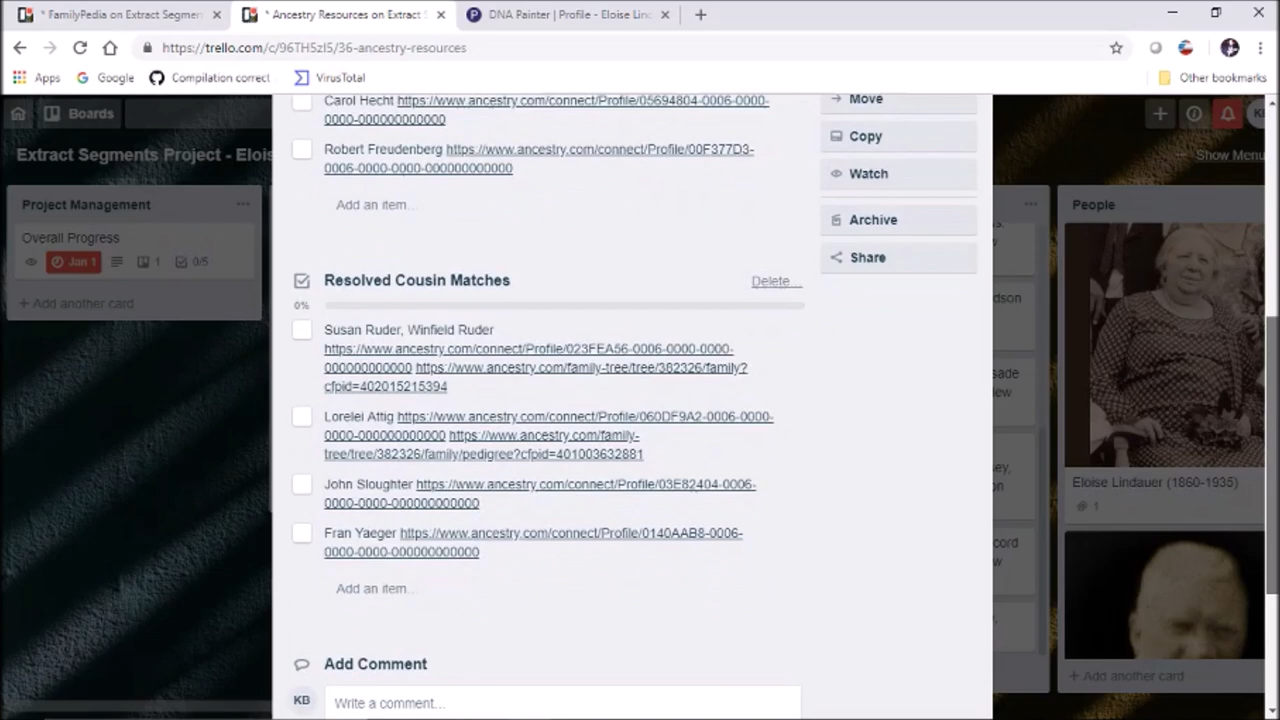 * FamilyPedia on Extract Segmen
* Ancestry Resources on Extract S
DNA Painter | Profile - Eloise Lind
https://trello.com/c/96TH5zI5/36-ancestry-resources
Apps
Google
Compilation correct
VirusTotal
Other bookmarks
Boards
Extract Segments Project - Elois
Show Menu
Project Management
Overall Progress
Jan 1
1
0/5
+ Add another card
Carol Hecht https://www.ancestry.com/connect/Profile/05694804-0006-0000-
0000-000000000000
Robert Freudenberg https://www.ancestry.com/connect/Profile/00F377D3-
0006-0000-0000-000000000000
Add an item...
Resolved Cousin Matches
Delete...
0%
Susan Ruder, Winfield Ruder
https://www.ancestry.com/connect/Profile/023FEA56-0006-0000-0000-
000000000000 https://www.ancestry.com/family-tree/tree/382326/family?
cfpid=402015215394
Lorelei Attig https://www.ancestry.com/connect/Profile/060DF9A2-0006-0000-
0000-000000000000 https://www.ancestry.com/family-
tree/tree/382326/family/pedigree?cfpid=401003632881
John Sloughter https://www.ancestry.com/connect/Profile/03E82404-0006-
0000-0000-000000000000
Fran Yaeger https://www.ancestry.com/connect/Profile/0140AAB8-0006-
0000-0000-000000000000
Add an item...
Add Comment
KB
Write a comment...
Move
Copy
Watch
Archive
Share
People
Eloise Lindauer (1860-1935)
1
+ Add another card